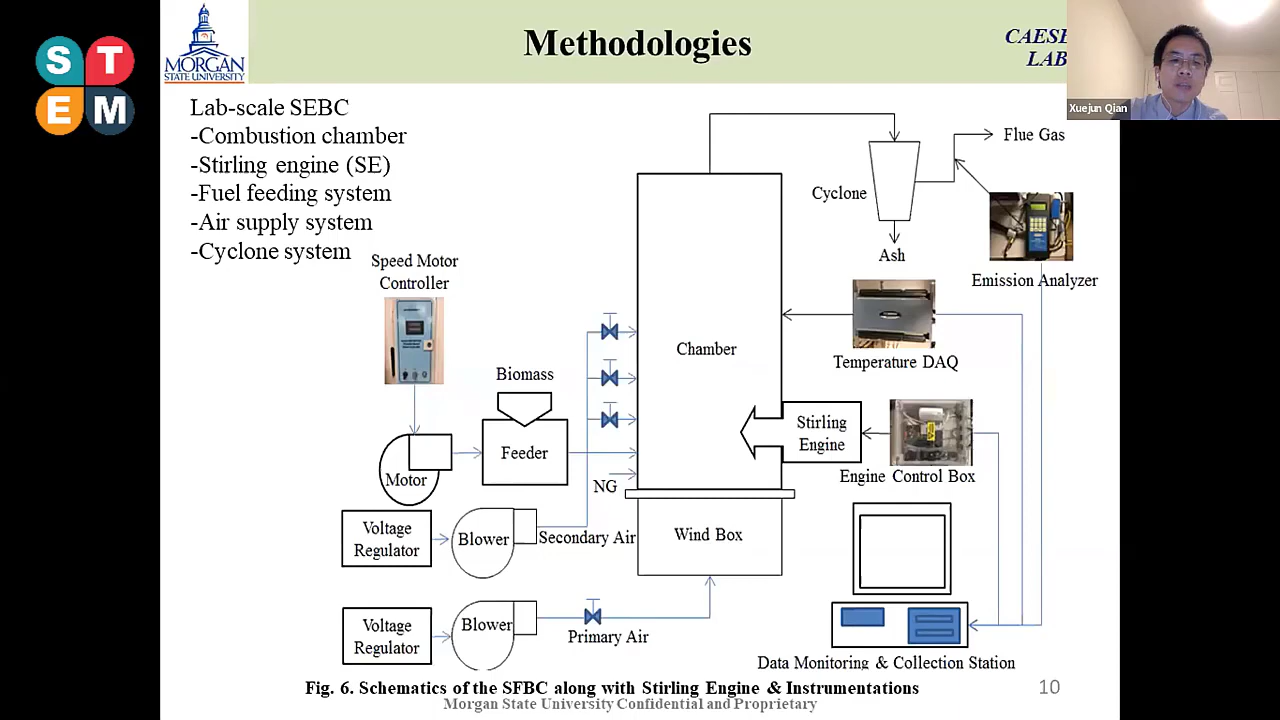 S T
E M
MORGAN
STATE UNIVERSITY
Methodologies
CAESE
LAB
Xuejun Qian
Lab-scale SEBC
-Combustion chamber
-Stirling engine (SE)
-Fuel feeding system
-Air supply system
-Cyclone system
Speed Motor
Controller
Flue Gas
Cyclone
Ash
Emission Analyzer
Chamber
Temperature DAQ
Biomass
Feeder
Motor
NG
Stirling
Engine
Engine Control Box
Voltage
Regulator
Blower
Secondary Air
Wind Box
Voltage
Regulator
Blower
Primary Air
Data Monitoring & Collection Station
Fig. 6. Schematics of the SFBC along with Stirling Engine & Instrumentations
10
Morgan State University Confidential and Proprietary